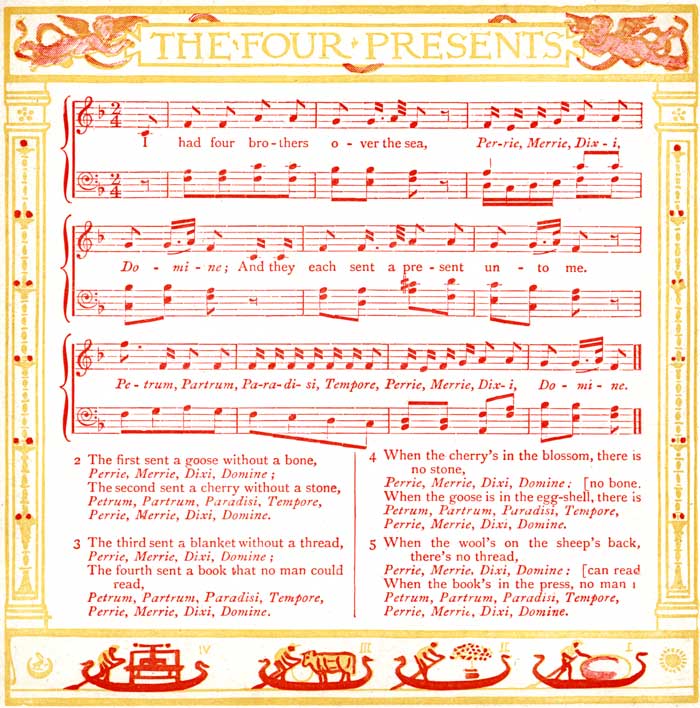 THE FOUR PRESENTS
I had four bro-thers o - ver the sea, Per-rie, Merrie, Dix - i,
Do - mi - ne; And they each sent a pre - sent un - to me.
Pe - trum, Partrum, Pa-ra-di- si, Tempore, Perrie, Merrie, Dix-i, Do - mi - ne.
2 The first sent a goose without a bone,
Perrie, Merrie, Dixi, Domine;
The second sent a cherry without a stone,
Petrum, Partrum, Paradisi, Tempore,
Perrie, Merrie, Dixi, Domine.
3 The third sent a blanket without a thread,
Perrie, Merrie, Dixi, Domine;
The fourth sent a book that no man could
read,
Petrum, Partrum, Paradisi, Tempore,
Perrie, Merrie, Dixi, Domine.
4 When the cherry's in the blossom, there is
no stone,
Perrie, Merrie, Dixi, Domine: [no bone.
When the goose is in the egg-shell, there is
Petrum, Partrum, Paradisi, Tempore,
Perrie, Merrie, Dixi, Domine.
5 When the wool's on the sheep's back,
there's no thread,
Perrie, Merrie, Dixi, Domine: [can read
When the book's in the press, no man
Petrum, Partrum, Paradisi, Tempore,
Perrie, Merrie, Dixi, Domine.
IV III II I